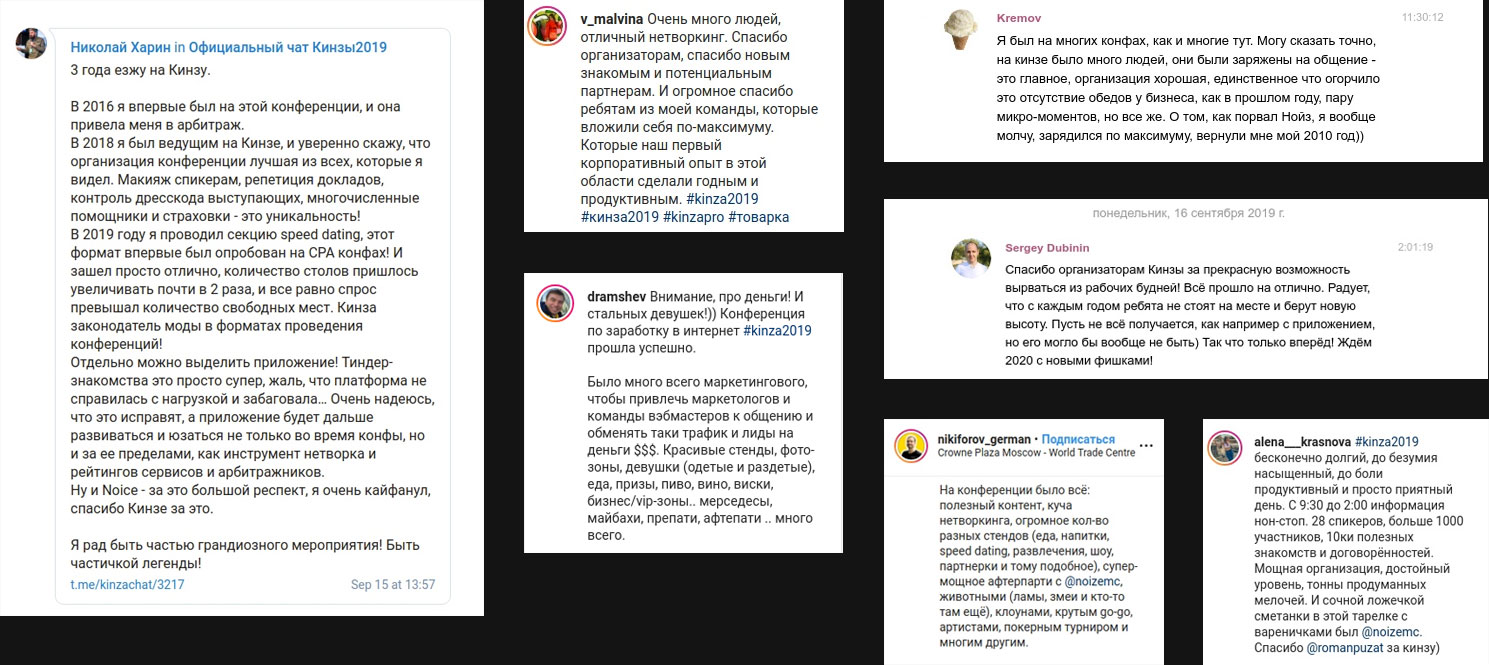 Николай Харин in Официальный чат Кинзы2019
3 года езжу на Кинзу.
В 2016 я впервые был на этой конференции, и она
привела меня в арбитраж.
В 2018 я был ведущим на Кинзе, и уверенно скажу, что
организация конференции лучшая из всех, которые я
видел. Макияж спикерам, репетиция докладов,
контроль дресскода выступающих, многочисленные
помощники и страховки - это уникальность!
В 2019 году я проводил секцию speed dating, этот
формат впервые был опробован на CPA конфах! И
зашел просто отлично, количество столов пришлось
увеличивать почти в 2 раза, и все равно спрос
превышал количество свободных мест. Кинза
законодатель моды в форматах проведения
конференций!
Отдельно можно выделить приложение! Тиндер-
знакомства это просто супер, жаль, что платформа не
справилась с нагрузкой и забаговала… Очень надеюсь,
что это исправят, а приложение будет дальше
развиваться и юзаться не только во время конфы, но
и за ее пределами, как инструмент нетворка и
рейтингов сервисов и арбитражников.
Ну и Noice - за это большой респект, я очень кайфанул,
спасибо Кинзе за это.
Я рад быть частью грандиозного мероприятия! Быть
частичкой легенды!
t.me/kinzachat/3217 Sep 15 at 13:57
v_malvina Очень много людей,
отличный нетворкинг. Спасибо
организаторам, спасибо новым
знакомым и потенциальным
партнерам. И огромное спасибо
ребятам из моей команды, которые
вложили себя по-максимуму.
Которые наш первый
корпоративный опыт в этой
области сделали годным и
продуктивным. #kinza2019
#кинза2019 #kinzapro #товарка
dramshev Внимание, про деньги! И
стальных девушек!)) Конференция
по заработку в интернет #kinza2019
прошла успешно.
Было много всего маркетингового,
чтобы привлечь маркетологов и
команды вэбмастеров к общению и
обменять таки трафик и лиды на
деньги $$$. Красивые стенды, фото-
зоны, девушки (одетые и раздетые),
еда, призы, пиво, вино, виски,
бизнес/vip-зоны.. мерседесы,
майбахи, препати, афтепати .. много
всего.
Kremov 11:30:12
Я был на многих конфах, как и многие тут. Могу сказать точно,
на кинзе было много людей, они были заряжены на общение -
это главное, организация хорошая, единственное что огорчило
это отсутствие обедов у бизнеса, как в прошлом году, пару
микро-моментов, но все же. О том, как порвал Нойз, я вообще
молчу, зарядился по максимуму, вернули мне мой 2010 год))
понедельник, 16 сентября 2019 г.
Sergey Dubinin 2:01:19
Спасибо организаторам Кинзы за прекрасную возможность
вырваться из рабочих будней! Всё прошло на отлично. Радует,
что с каждым годом ребята не стоят на месте и берут новую
высоту. Пусть не всё получается, как например с приложением,
но его могло бы вообще не быть) Так что только вперёд! Ждём
2020 с новыми фишками!
nikiforov_german • Подписаться
Crowne Plaza Moscow - World Trade Centre
На конференции было всё:
полезный контент, куча
нетворкинга, огромное кол-во
разных стендов (еда, напитки,
speed dating, развлечения, шоу,
партнерки и тому подобное), супер-
мощное афтерпарти с @noizemc,
животными (ламы, змеи и кто-то
там ещё), клоунами, крутым go-go,
артистами, покерным турниром и
многим другим.
alena___krasnova #kinza2019
бесконечно долгий, до безумия
насыщенный, до боли
продуктивный и просто приятный
день. С 9:30 до 2:00 информация
нон-стоп. 28 спикеров, больше 1000
участников, 10ки полезных
знакомств и договорённостей.
Мощная организация, достойный
уровень, тонны продуманных
мелочей. И сочной ложечкой
сметанки в этой тарелке с
вареничками был @noizemc.
Спасибо @romanpuzat за кинзу)